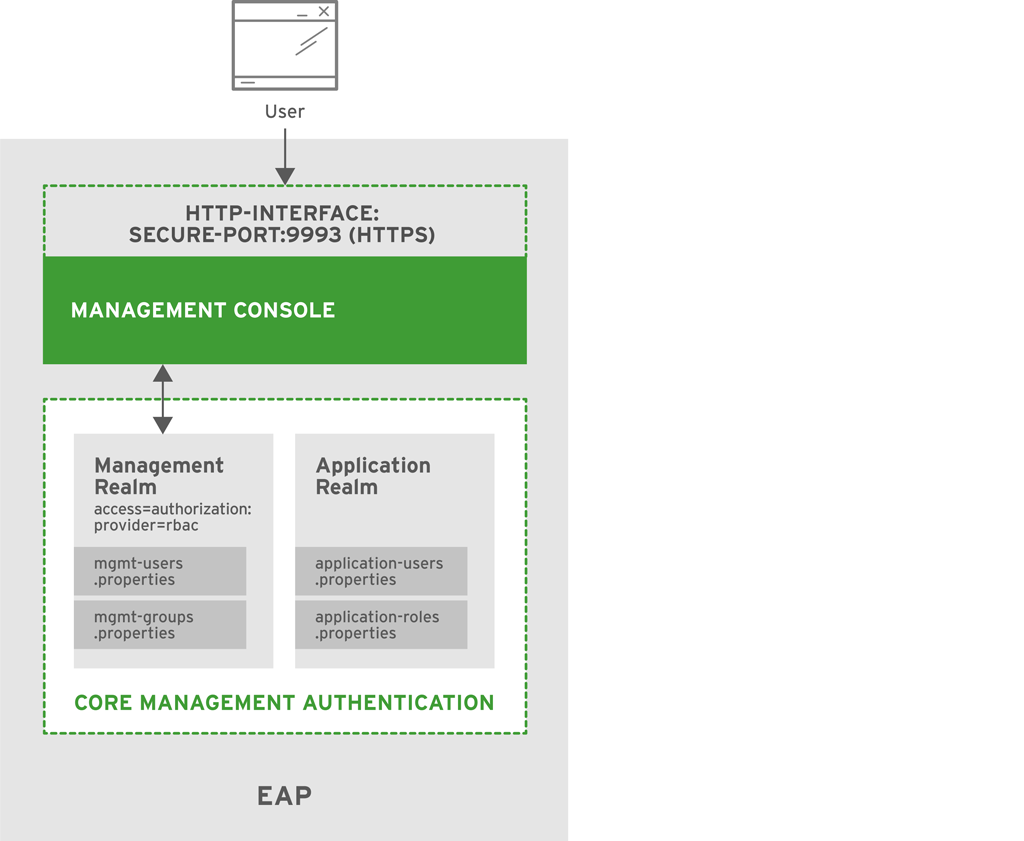 User
HTTP-INTERFACE:
SECURE-PORT:9993 (HTTPS)
MANAGEMENT CONSOLE
Management
Realm
access=authorization:
provider=rbac
mgmt-users
.properties
mgmt-groups
.properties
Application
Realm
application-users
.properties
application-roles
.properties
CORE MANAGEMENT AUTHENTICATION
EAP